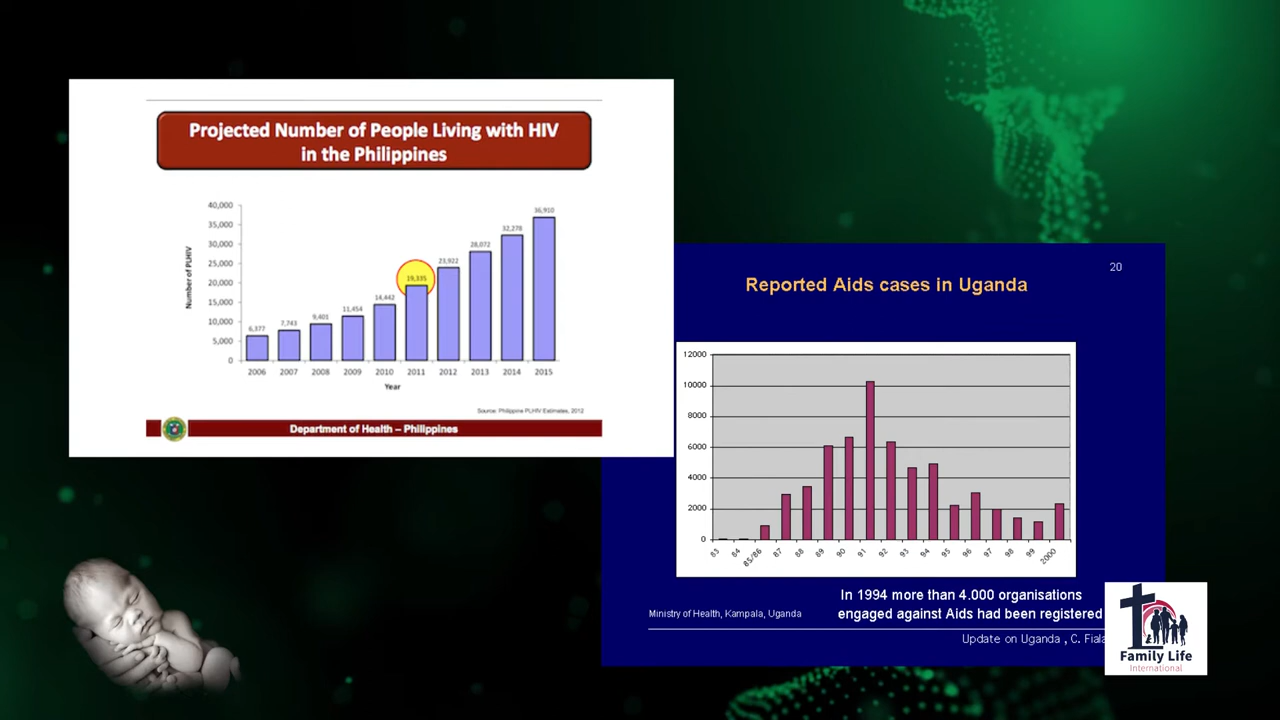 Projected Number of People Living with HIV
in the Philippines
40,000
35,000
30,000
25,000
20,000
15,000
10,000
5,000
0
Number of PLHIV
6,377
7,743
9,401
11,454
14,442
19,335
23,922
28,072
32,278
36,910
2006 2007 2008 2009 2010 2011 2012 2013 2014 2015
Year
Source: Philippine PLHIV Estimates, 2012
Department of Health – Philippines
20
Reported Aids cases in Uganda
12000
10000
8000
6000
4000
2000
0
83 84 85/86 87 88 89 90 91 92 93 94 95 96 97 98 99 2000
In 1994 more than 4.000 organisations
engaged against Aids had been registered
Ministry of Health, Kampala, Uganda
Update on Uganda , C. Fiala
Family Life
International